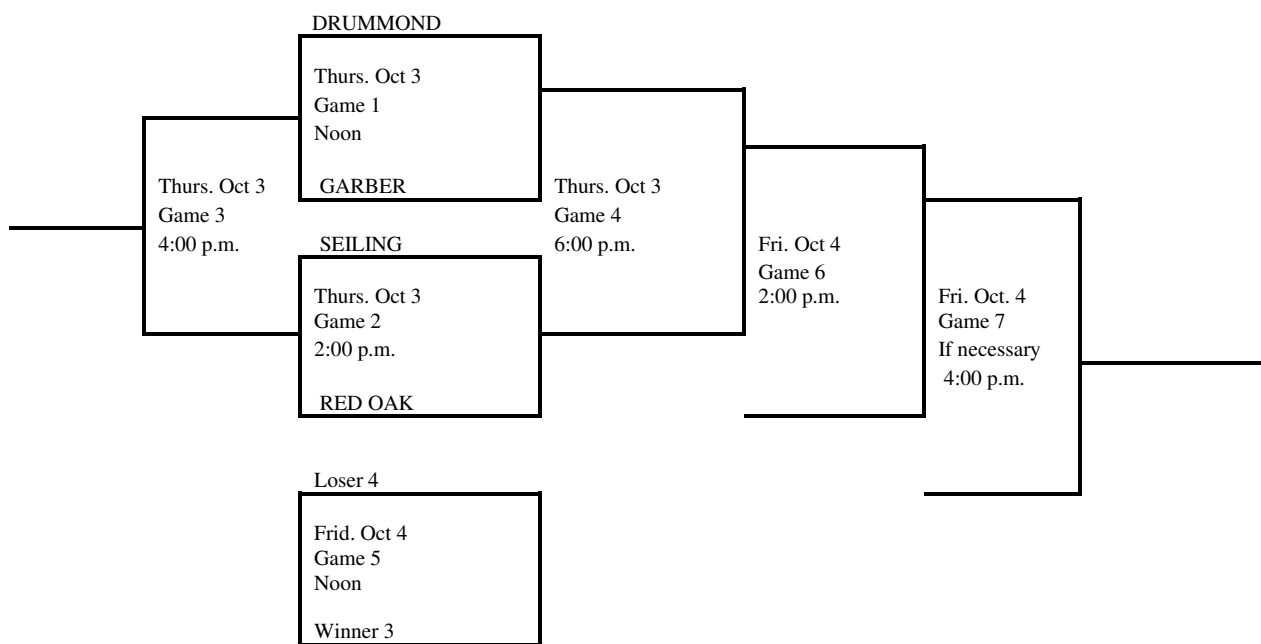 DRUMMOND
Thurs. Oct 3
Game 1
Noon
GARBER
Thurs. Oct 3
Game 3
4:00 p.m.
SEILING
Thurs. Oct 3
Game 2
2:00 p.m.
RED OAK
Thurs. Oct 3
Game 4
6:00 p.m.
Fri. Oct 4
Game 6
2:00 p.m.
Fri. Oct. 4
Game 7
If necessary
4:00 p.m.
Loser 4
Frid. Oct 4
Game 5
Noon
Winner 3